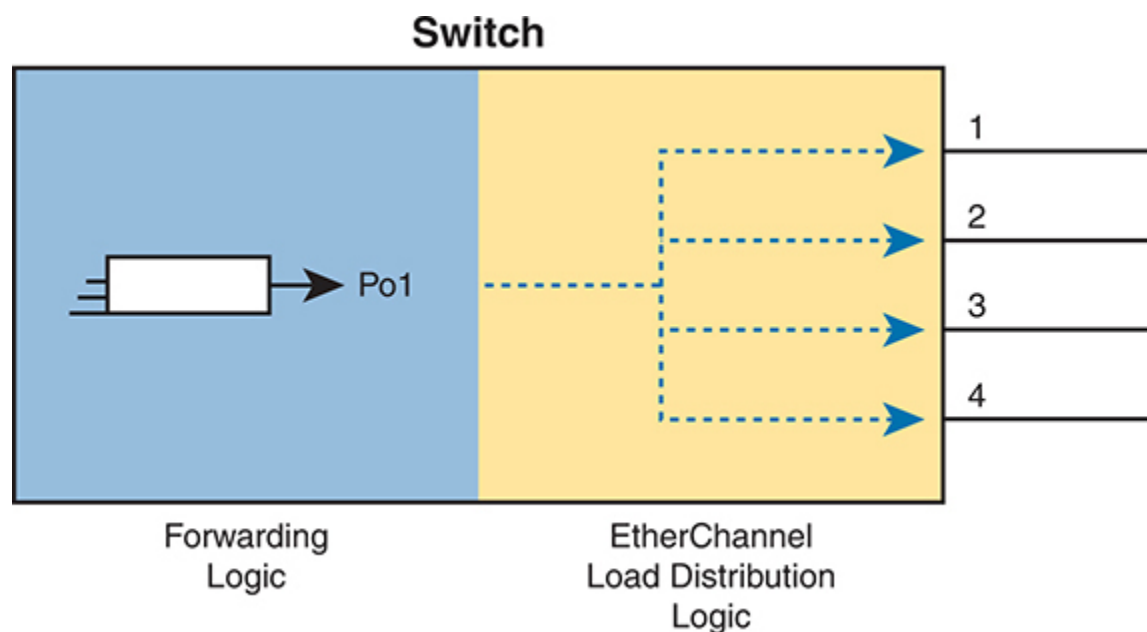 Switch
Po1
1
2
3
4
Forwarding
Logic
EtherChannel
Load Distribution
Logic